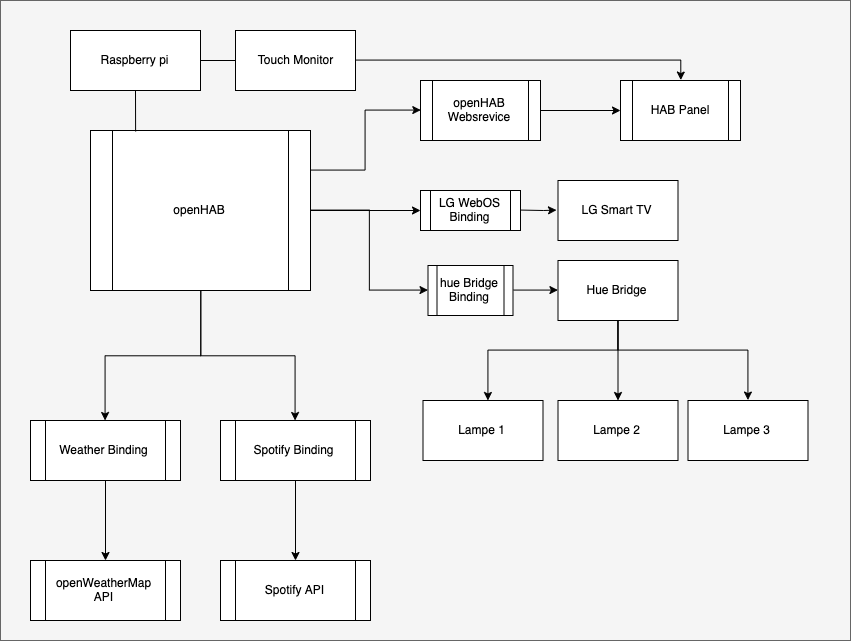 Raspberry pi
Touch Monitor
openHAB
Websrevice
HAB Panel
openHAB
LG WebOS
Binding
LG Smart TV
hue Bridge
Binding
Hue Bridge
Lampe 1
Lampe 2
Lampe 3
Weather Binding
Spotify Binding
openWeatherMap
API
Spotify API